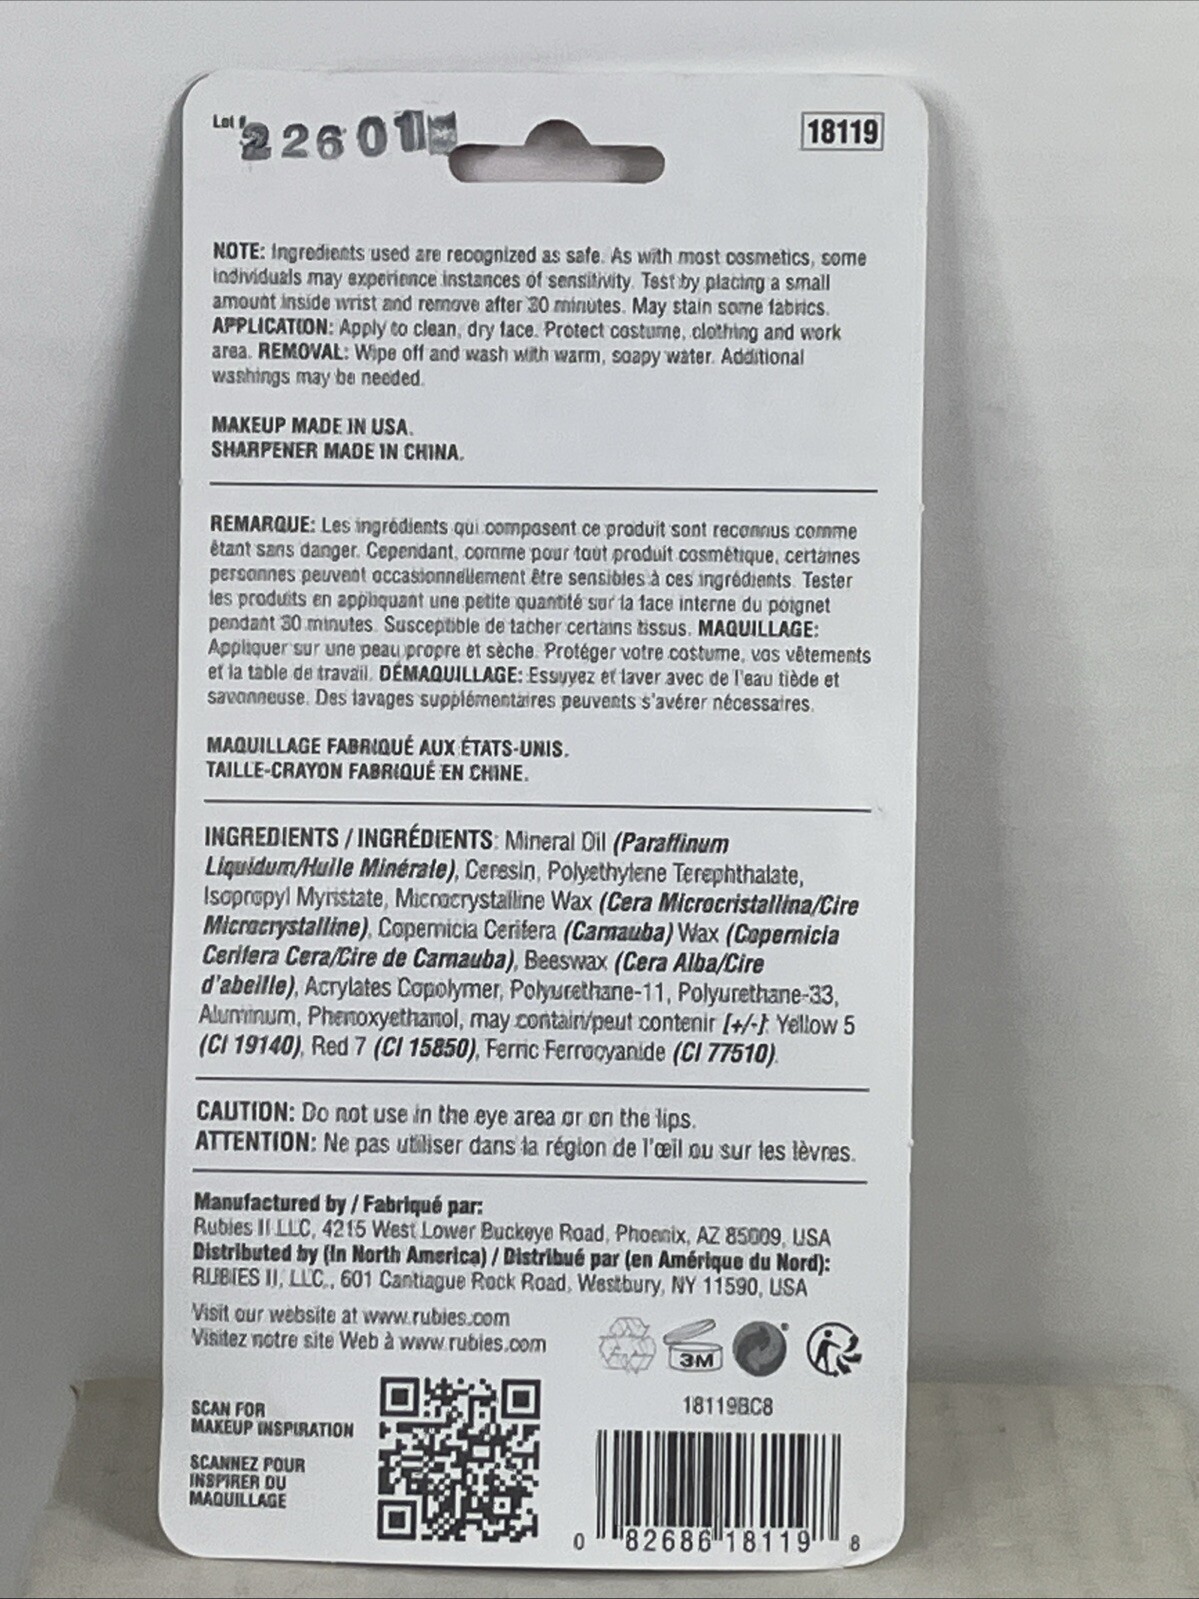 Lot # 22601
18119
NOTE: Ingredients used are recognized as safe. As with most cosmetics, some
individuals may experience instances of sensitivity. Test by placing a small
amount inside wrist and remove after 30 minutes. May stain some fabrics.
APPLICATION: Apply to clean, dry face. Protect costume, clothing and work
area. REMOVAL: Wipe off and wash with warm, soapy water. Additional
washings may be needed.
MAKEUP MADE IN USA.
SHARPENER MADE IN CHINA.
REMARQUE: Les ingrédients qui composent ce produit sont reconnus comme
étant sans danger. Cependant, comme pour tout produit cosmétique, certaines
personnes peuvent occasionnellement être sensibles à ces ingrédients. Tester
les produits en appliquant une petite quantité sur la face interne du poignet
pendant 30 minutes. Susceptible de tacher certains tissus. MAQUILLAGE:
Appliquer sur une peau propre et sèche. Protéger votre costume, vos vêtements
et la table de travail. DÉMAQUILLAGE: Essuyez et laver avec de l'eau tiède et
savonneuse. Des lavages supplémentaires peuvents s'avérer nécessaires.
MAQUILLAGE FABRIQUÉ AUX ÉTATS-UNIS.
TAILLE-CRAYON FABRIQUÉ EN CHINE.
INGREDIENTS / INGRÉDIENTS: Mineral Oil (Paraffinum
Liquidum/Huile Minérale), Ceresin, Polyethylene Terephthalate,
Isopropyl Myristate, Microcrystalline Wax (Cera Microcristallina/Cire
Microcrystalline), Copernicia Cerifera (Carnauba) Wax (Copernicia
Cerifera Cera/Cire de Carnauba), Beeswax (Cera Alba/Cire
d'abeille), Acrylates Copolymer, Polyurethane-11, Polyurethane-33,
Aluminum, Phenoxyethanol, may contain/peut contenir [+/-]: Yellow 5
(CI 19140), Red 7 (CI 15850), Ferric Ferrocyanide (CI 77510).
CAUTION: Do not use in the eye area or on the lips.
ATTENTION: Ne pas utiliser dans la région de l'œil ou sur les lèvres.
Manufactured by / Fabriqué par:
Rubies II LLC, 4215 West Lower Buckeye Road, Phoenix, AZ 85009, USA
Distributed by (in North America) / Distribué par (en Amérique du Nord):
RUBIES II, LLC., 601 Cantiague Rock Road, Westbury, NY 11590, USA
Visit our website at www.rubies.com
Visitez notre site Web à www.rubies.com
3M
18119BC8
SCAN FOR
MAKEUP INSPIRATION
SCANNEZ POUR
INSPIRER DU
MAQUILLAGE
0 82686 18119 8